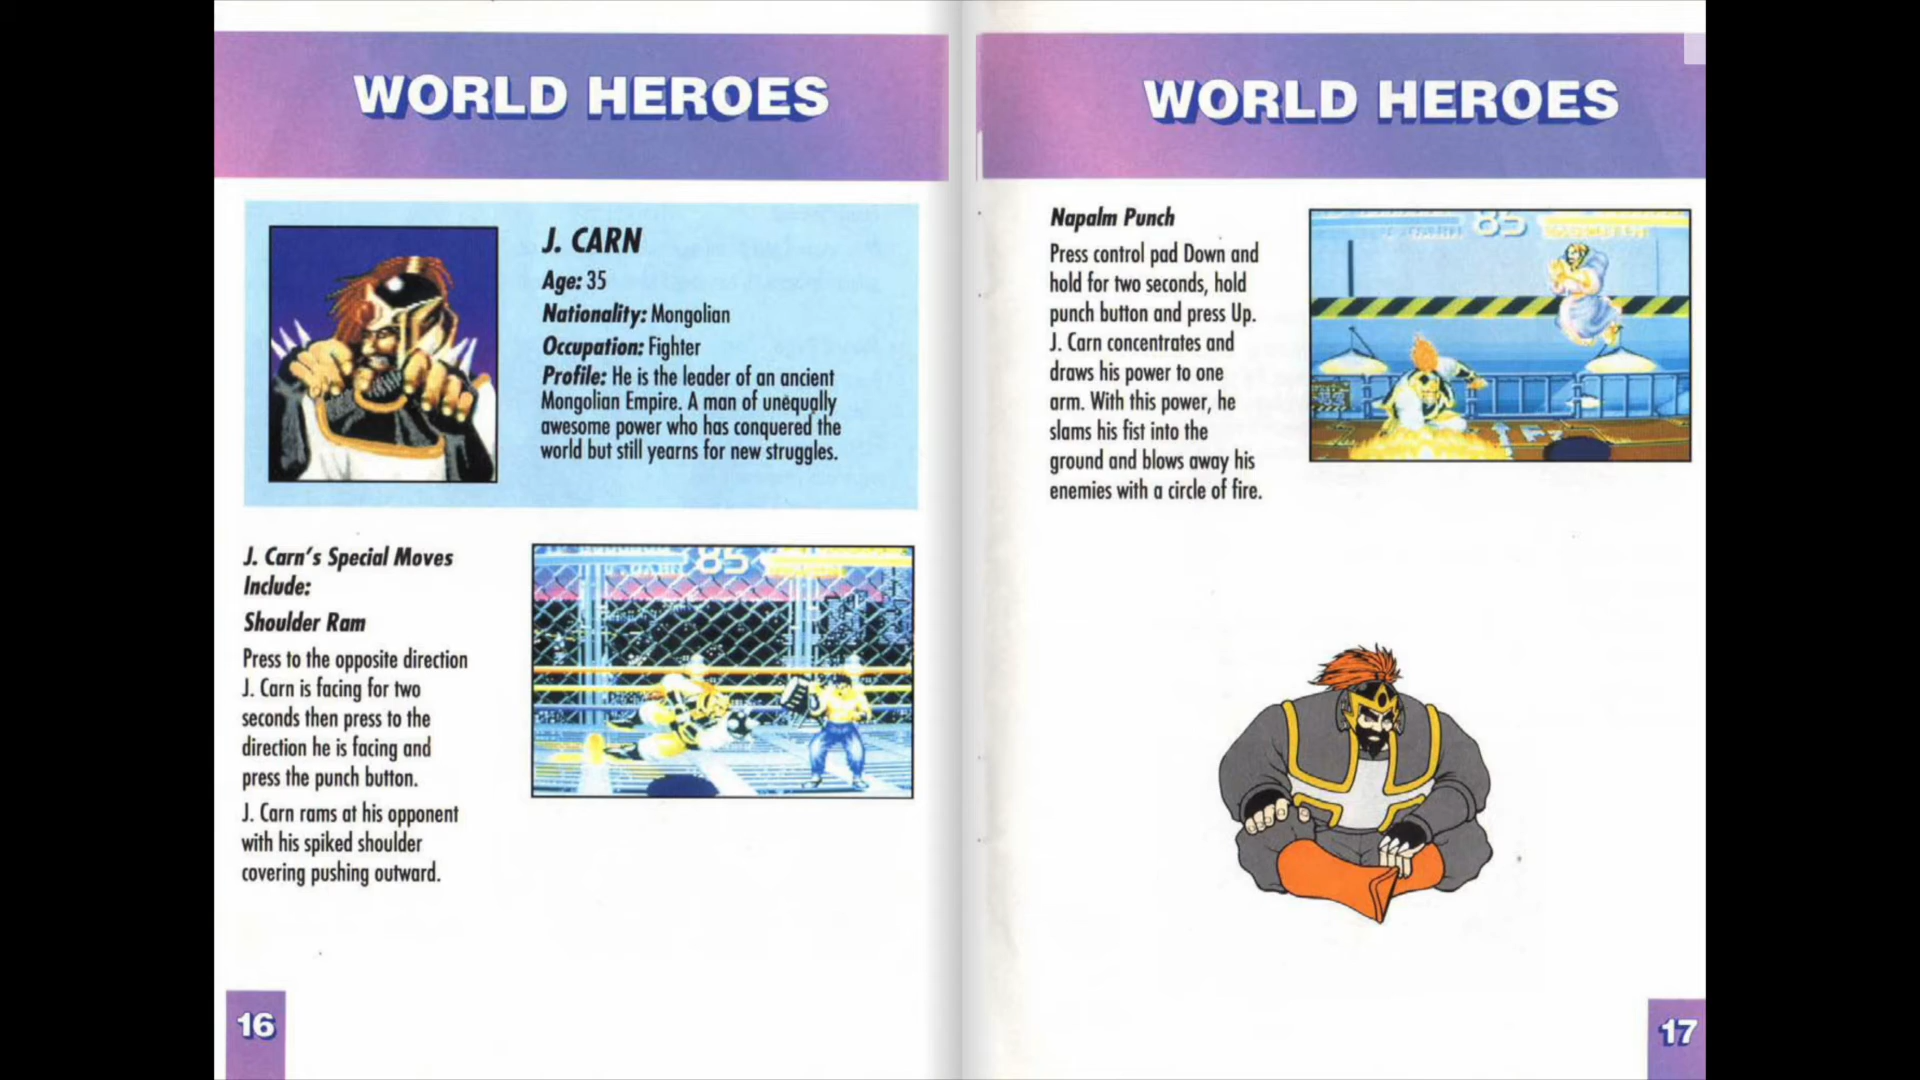 WORLD HEROES
J. CARN
Age: 35
Nationality: Mongolian
Occupation: Fighter
Profile: He is the leader of an ancient
Mongolian Empire. A man of unequally
awesome power who has conquered the
world but still yearns for new struggles.
J. Carn's Special Moves
Include:
Shoulder Ram
Press to the opposite direction
J. Carn is facing for two
seconds then press to the
direction he is facing and
press the punch button.
J. Carn rams at his opponent
with his spiked shoulder
covering pushing outward.
85
16
WORLD HEROES
Napalm Punch
Press control pad Down and
hold for two seconds, hold
punch button and press Up.
J. Carn concentrates and
draws his power to one
arm. With this power, he
slams his fist into the
ground and blows away his
enemies with a circle of fire.
85
17